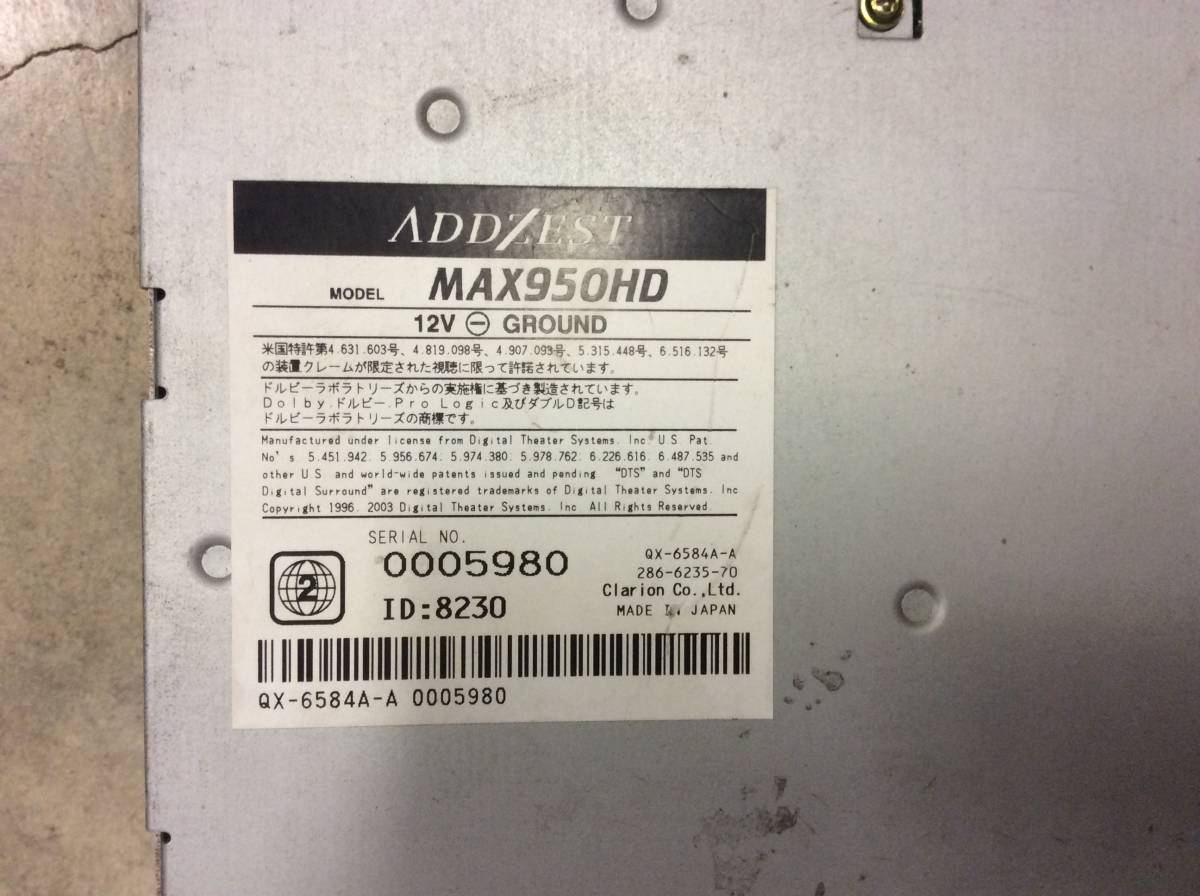 ADDZEST
MODEL MAX950HD
12V ⊖ GROUND
米国特許第4.631.603号、4.819.098号、4.907.093号、5.315.448号、6.516.132号
の装置クレームが限定された視聴に限って許諾されています。
ドルビーラボラトリーズからの実施権に基づき製造されています。
Dolby.ドルビー.Pro Logic及びダブルD記号は
ドルビーラボラトリーズの商標です。
Manufactured under license from Digital Theater Systems. Inc. U.S. Pat.
No's 5.451.942. 5.956.674. 5.974.380. 5.978.762. 6.226.616. 6.487.535 and
other U S and world-wide patents issued and pending "DTS" and "DTS
Digital Surround" are registered trademarks of Digital Theater Systems. Inc
Copyright 1996. 2003 Digital Theater Systems. Inc All Rights Reserved.
SERIAL NO.
0005980
ID:8230
2
QX-6584A-A
286-6235-70
Clarion Co.,Ltd.
MADE IN JAPAN
QX-6584A-A 0005980